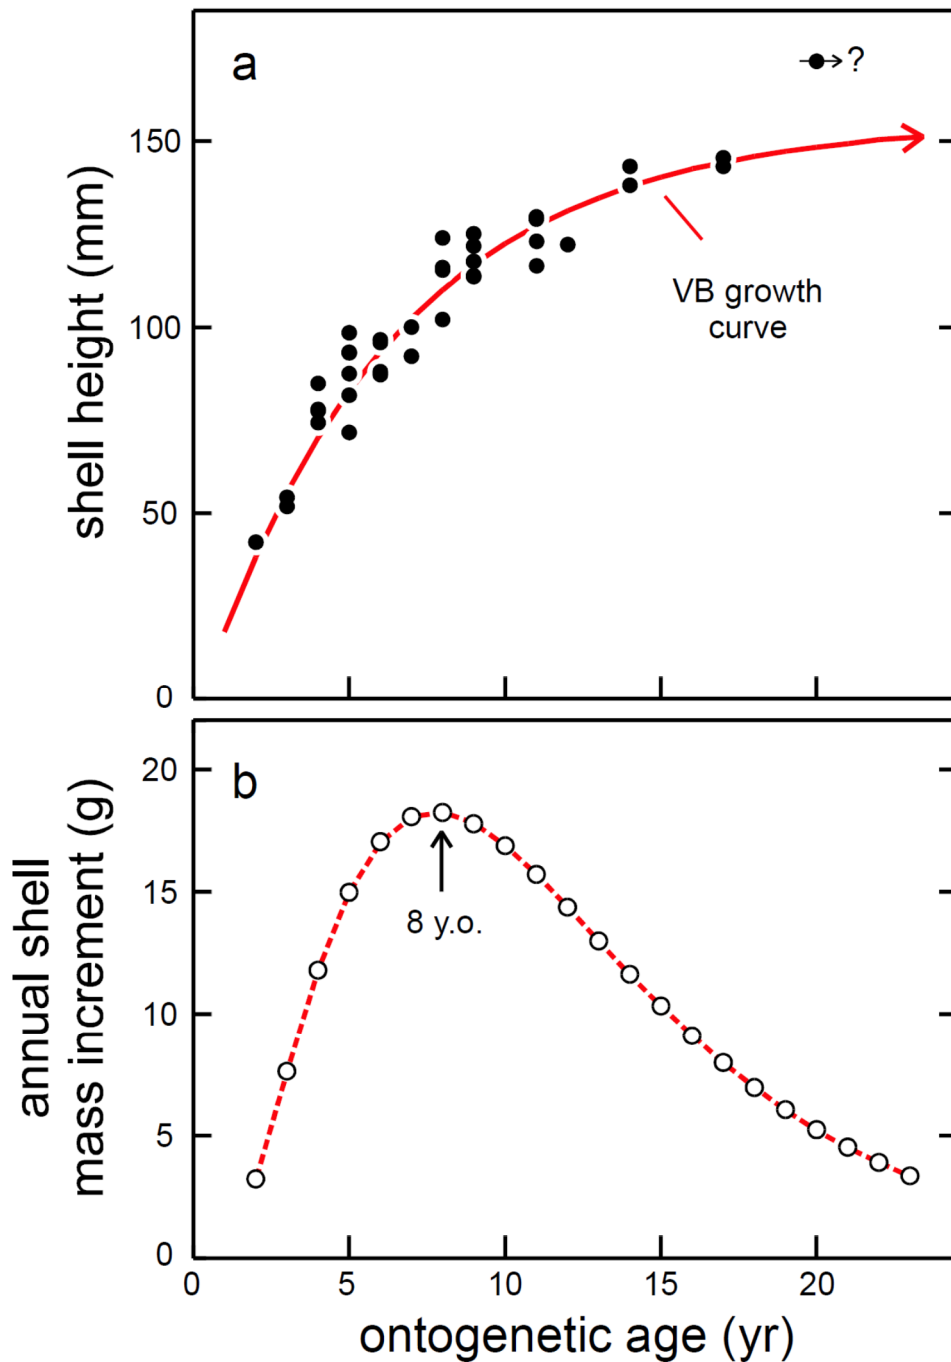 a
?
150
100
50
0
shell height (mm)
VB growth
curve
b
20
15
10
5
0
annual shell
mass increment (g)
8 y.o.
0 5 10 15 20
ontogenetic age (yr)